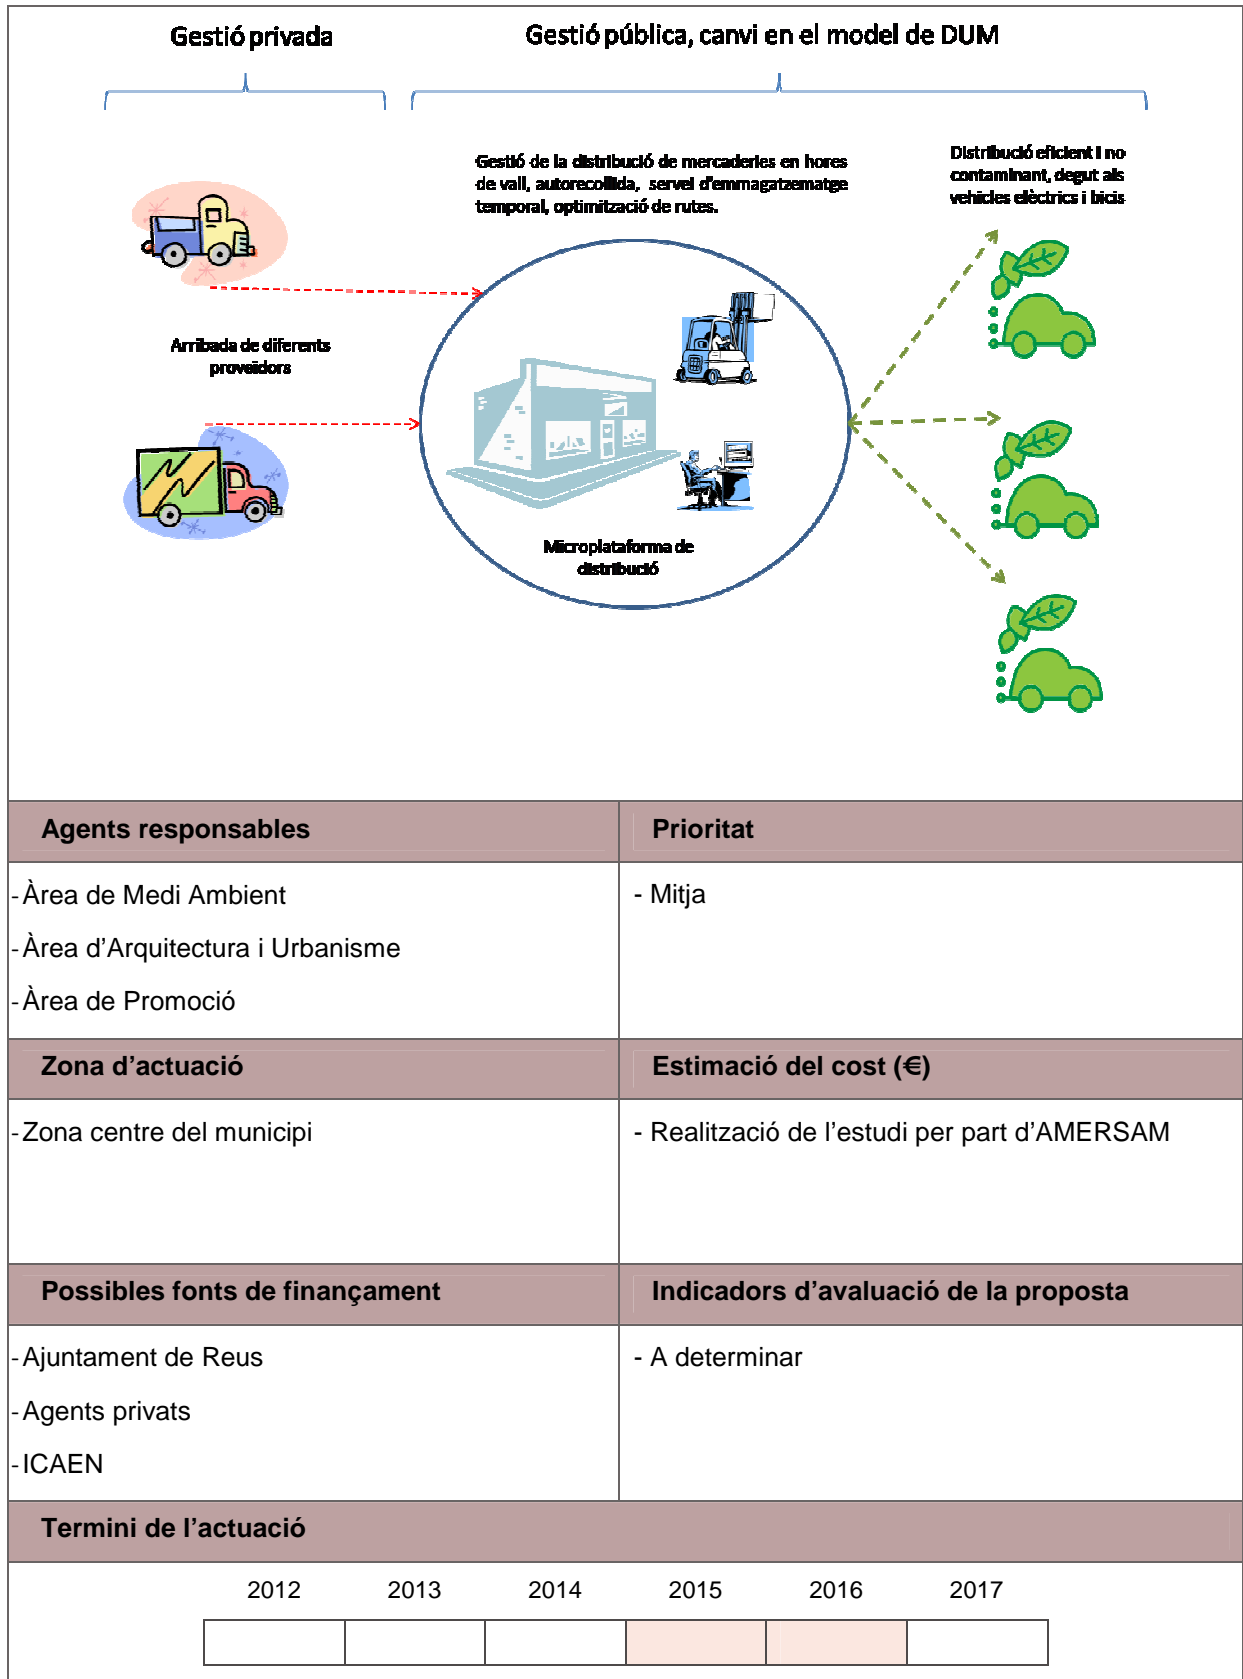 Gestió privada
Gestió pública, canvi en el model de DUM
Gestió de la distribució de mercaderies en hores
de vall, autorecollida, servei d'emmagatzematge
temporal, optimització de rutes.
Distribució eficient i no
contaminant, degut als
vehicles elèctrics i bicis
Arribada de diferents
proveïdors
Microplataforma de
distribució
Agents responsables
Prioritat
- Àrea de Medi Ambient
- Àrea d’Arquitectura i Urbanisme
- Àrea de Promoció
- Mitja
Zona d’actuació
Estimació del cost (€)
- Zona centre del municipi
- Realització de l’estudi per part d’AMERSAM
Possibles fonts de finançament
Indicadors d’avaluació de la proposta
- Ajuntament de Reus
- Agents privats
- ICAEN
- A determinar
Termini de l’actuació
2012 2013 2014 2015 2016 2017